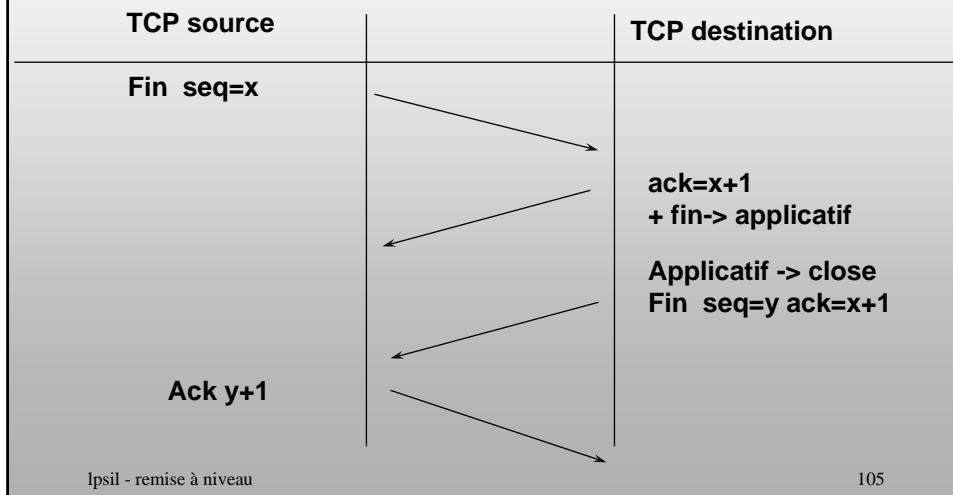 TCP source
TCP destination
Fin seq=x
ack=x+1
+ fin-> applicatif
Applicatif -> close
Fin seq=y ack=x+1
Ack y+1
lpsil - remise à niveau
105